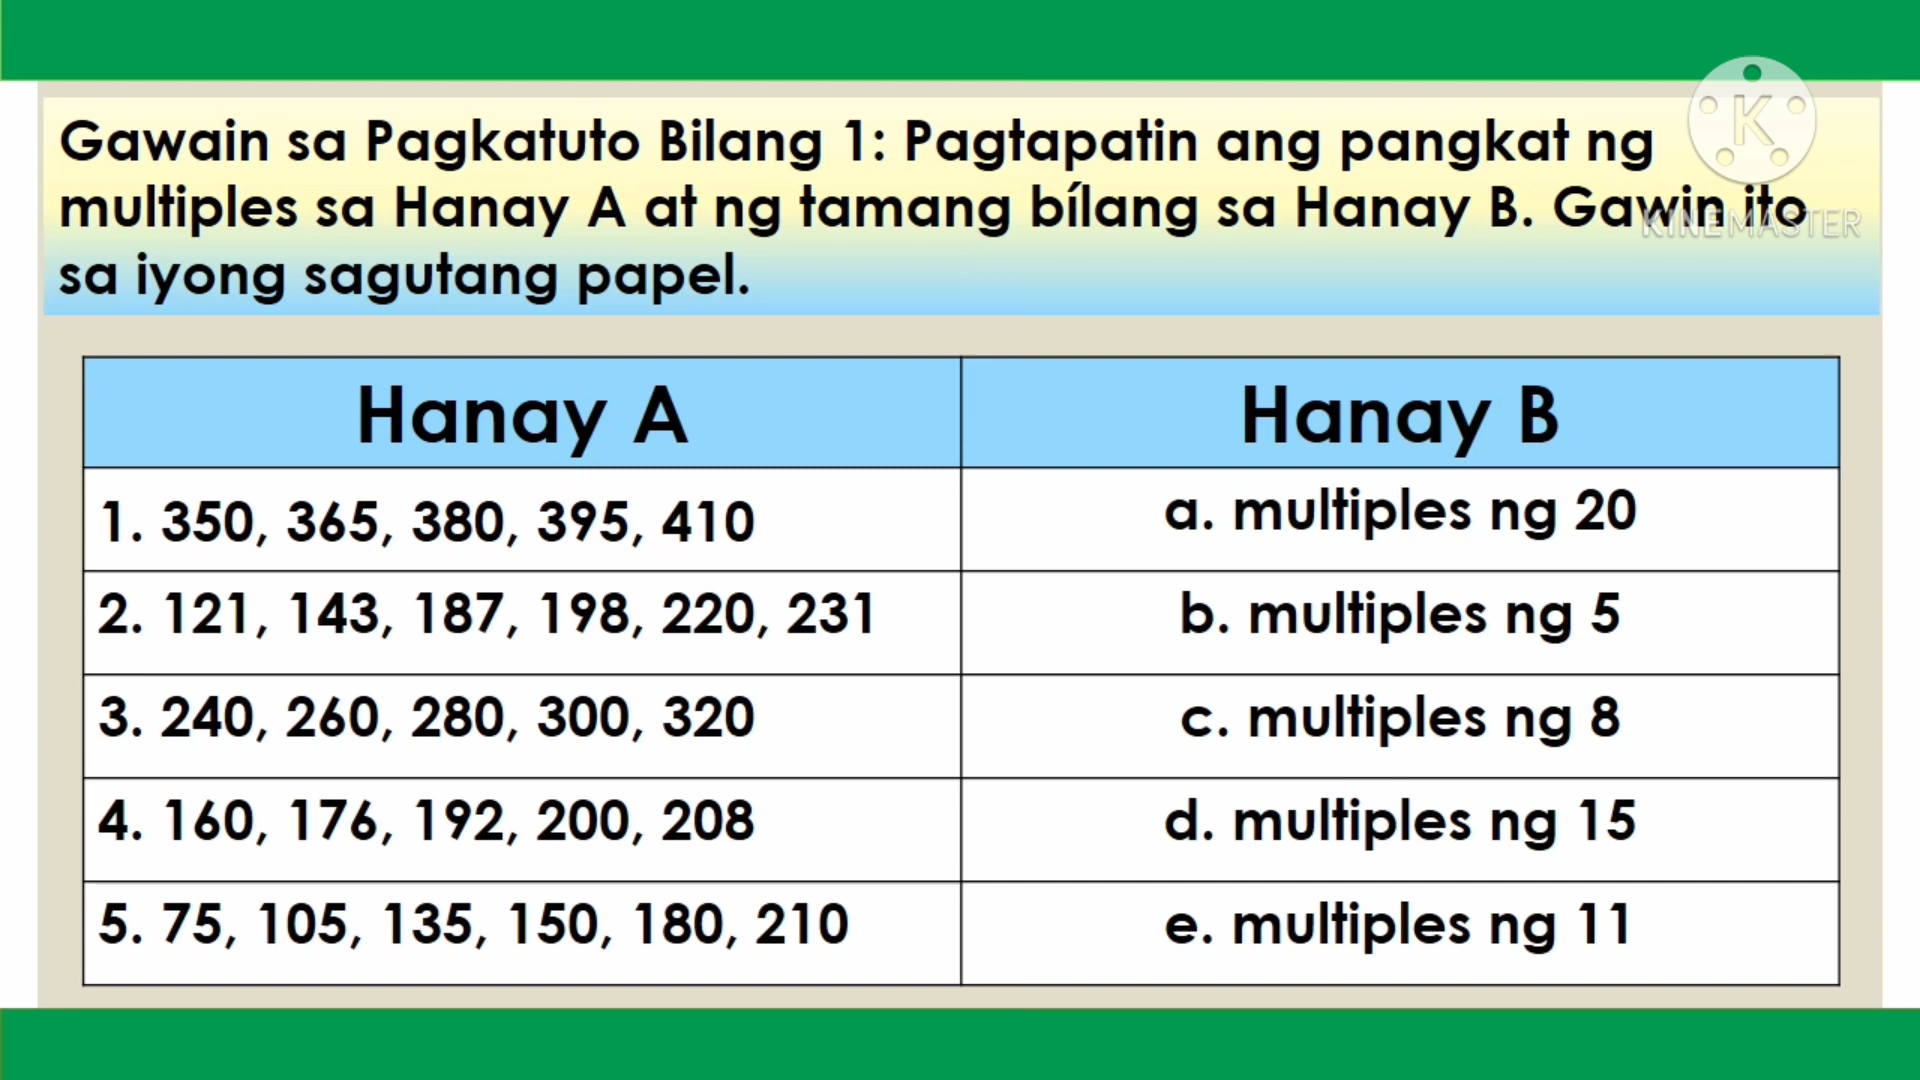 Gawain sa Pagkatuto Bilang 1: Pagtapatin ang pangkat ng
multiples sa Hanay A at ng tamang bílang sa Hanay B. Gawin ito
sa iyong sagutang papel.
K
KINEMASTER
Hanay A
Hanay B
1. 350, 365, 380, 395, 410
a. multiples ng 20
2. 121, 143, 187, 198, 220, 231
b. multiples ng 5
3. 240, 260, 280, 300, 320
c. multiples ng 8
4. 160, 176, 192, 200, 208
d. multiples ng 15
5. 75, 105, 135, 150, 180, 210
e. multiples ng 11